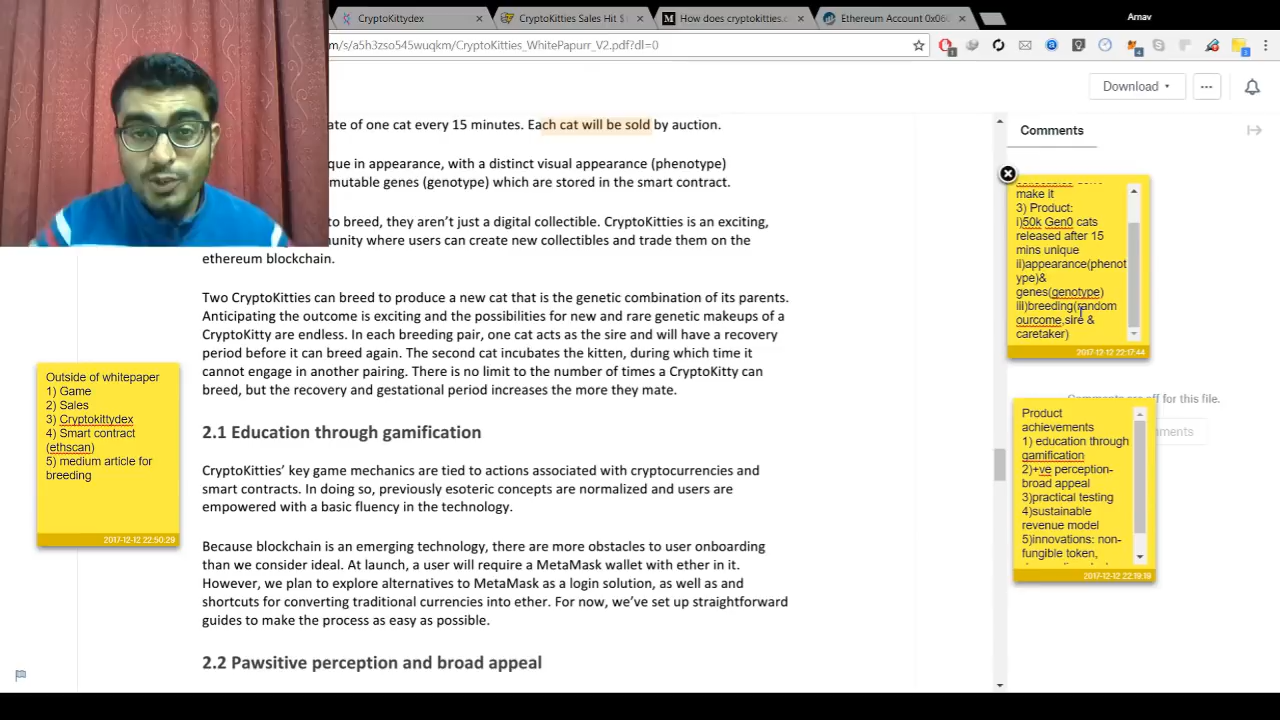 CryptoKittydex
CryptoKitties Sales Hit $
How does cryptokitties.c
Ethereum Account 0x06
Arnav
om/s/a5h3zso545wuqkm/CryptoKitties_WhitePapurr_V2.pdf?dl=0
Download
Comments
ate of one cat every 15 minutes. Each cat will be sold by auction.
que in appearance, with a distinct visual appearance (phenotype)
mutable genes (genotype) which are stored in the smart contract.
to breed, they aren't just a digital collectible. CryptoKitties is an exciting,
munity where users can create new collectibles and trade them on the
ethereum blockchain.
Two CryptoKitties can breed to produce a new cat that is the genetic combination of its parents.
Anticipating the outcome is exciting and the possibilities for new and rare genetic makeups of a
CryptoKitty are endless. In each breeding pair, one cat acts as the sire and will have a recovery
period before it can breed again. The second cat incubates the kitten, during which time it
cannot engage in another pairing. There is no limit to the number of times a CryptoKitty can
breed, but the recovery and gestational period increases the more they mate.
2.1 Education through gamification
CryptoKitties' key game mechanics are tied to actions associated with cryptocurrencies and
smart contracts. In doing so, previously esoteric concepts are normalized and users are
empowered with a basic fluency in the technology.
Because blockchain is an emerging technology, there are more obstacles to user onboarding
than we consider ideal. At launch, a user will require a MetaMask wallet with ether in it.
However, we plan to explore alternatives to MetaMask as a login solution, as well as and
shortcuts for converting traditional currencies into ether. For now, we've set up straightforward
guides to make the process as easy as possible.
2.2 Pawsitive perception and broad appeal
Outside of whitepaper
1) Game
2) Sales
3) Cryptokittydex
4) Smart contract
(ethscan)
5) medium article for
breeding
2017-12-12 22:50:29
make it
3) Product:
i)50k Gen0 cats
released after 15
mins unique
ii)appearance(phenot
ype)&
genes(genotype)
iii)breeding(random
ourcome,sire &
caretaker)
2017-12-12 22:17:44
Comments are off for this file.
mments
Product
achievements
1) education through
gamification
2)+ve perception-
broad appeal
3)practical testing
4)sustainable
revenue model
5)innovations: non-
fungible token,
2017-12-12 22:19:19